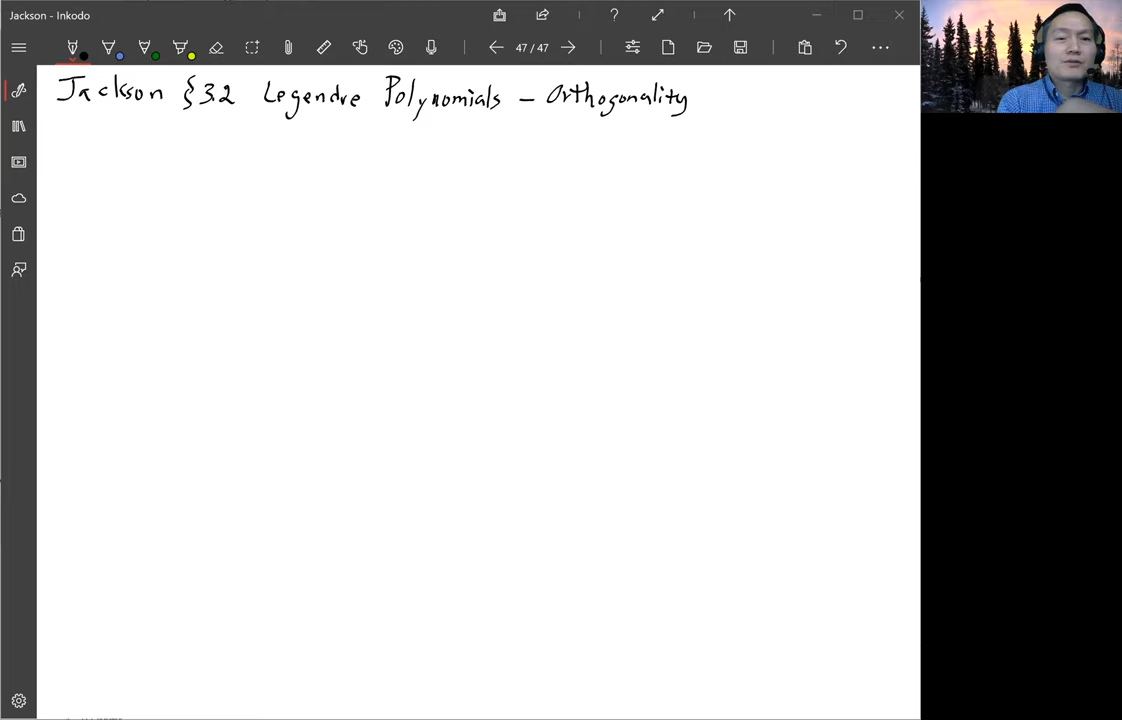 Jackson - Inkodo
47 / 47
Jackson § 3.2 Legendre Polynomials – Orthogonality